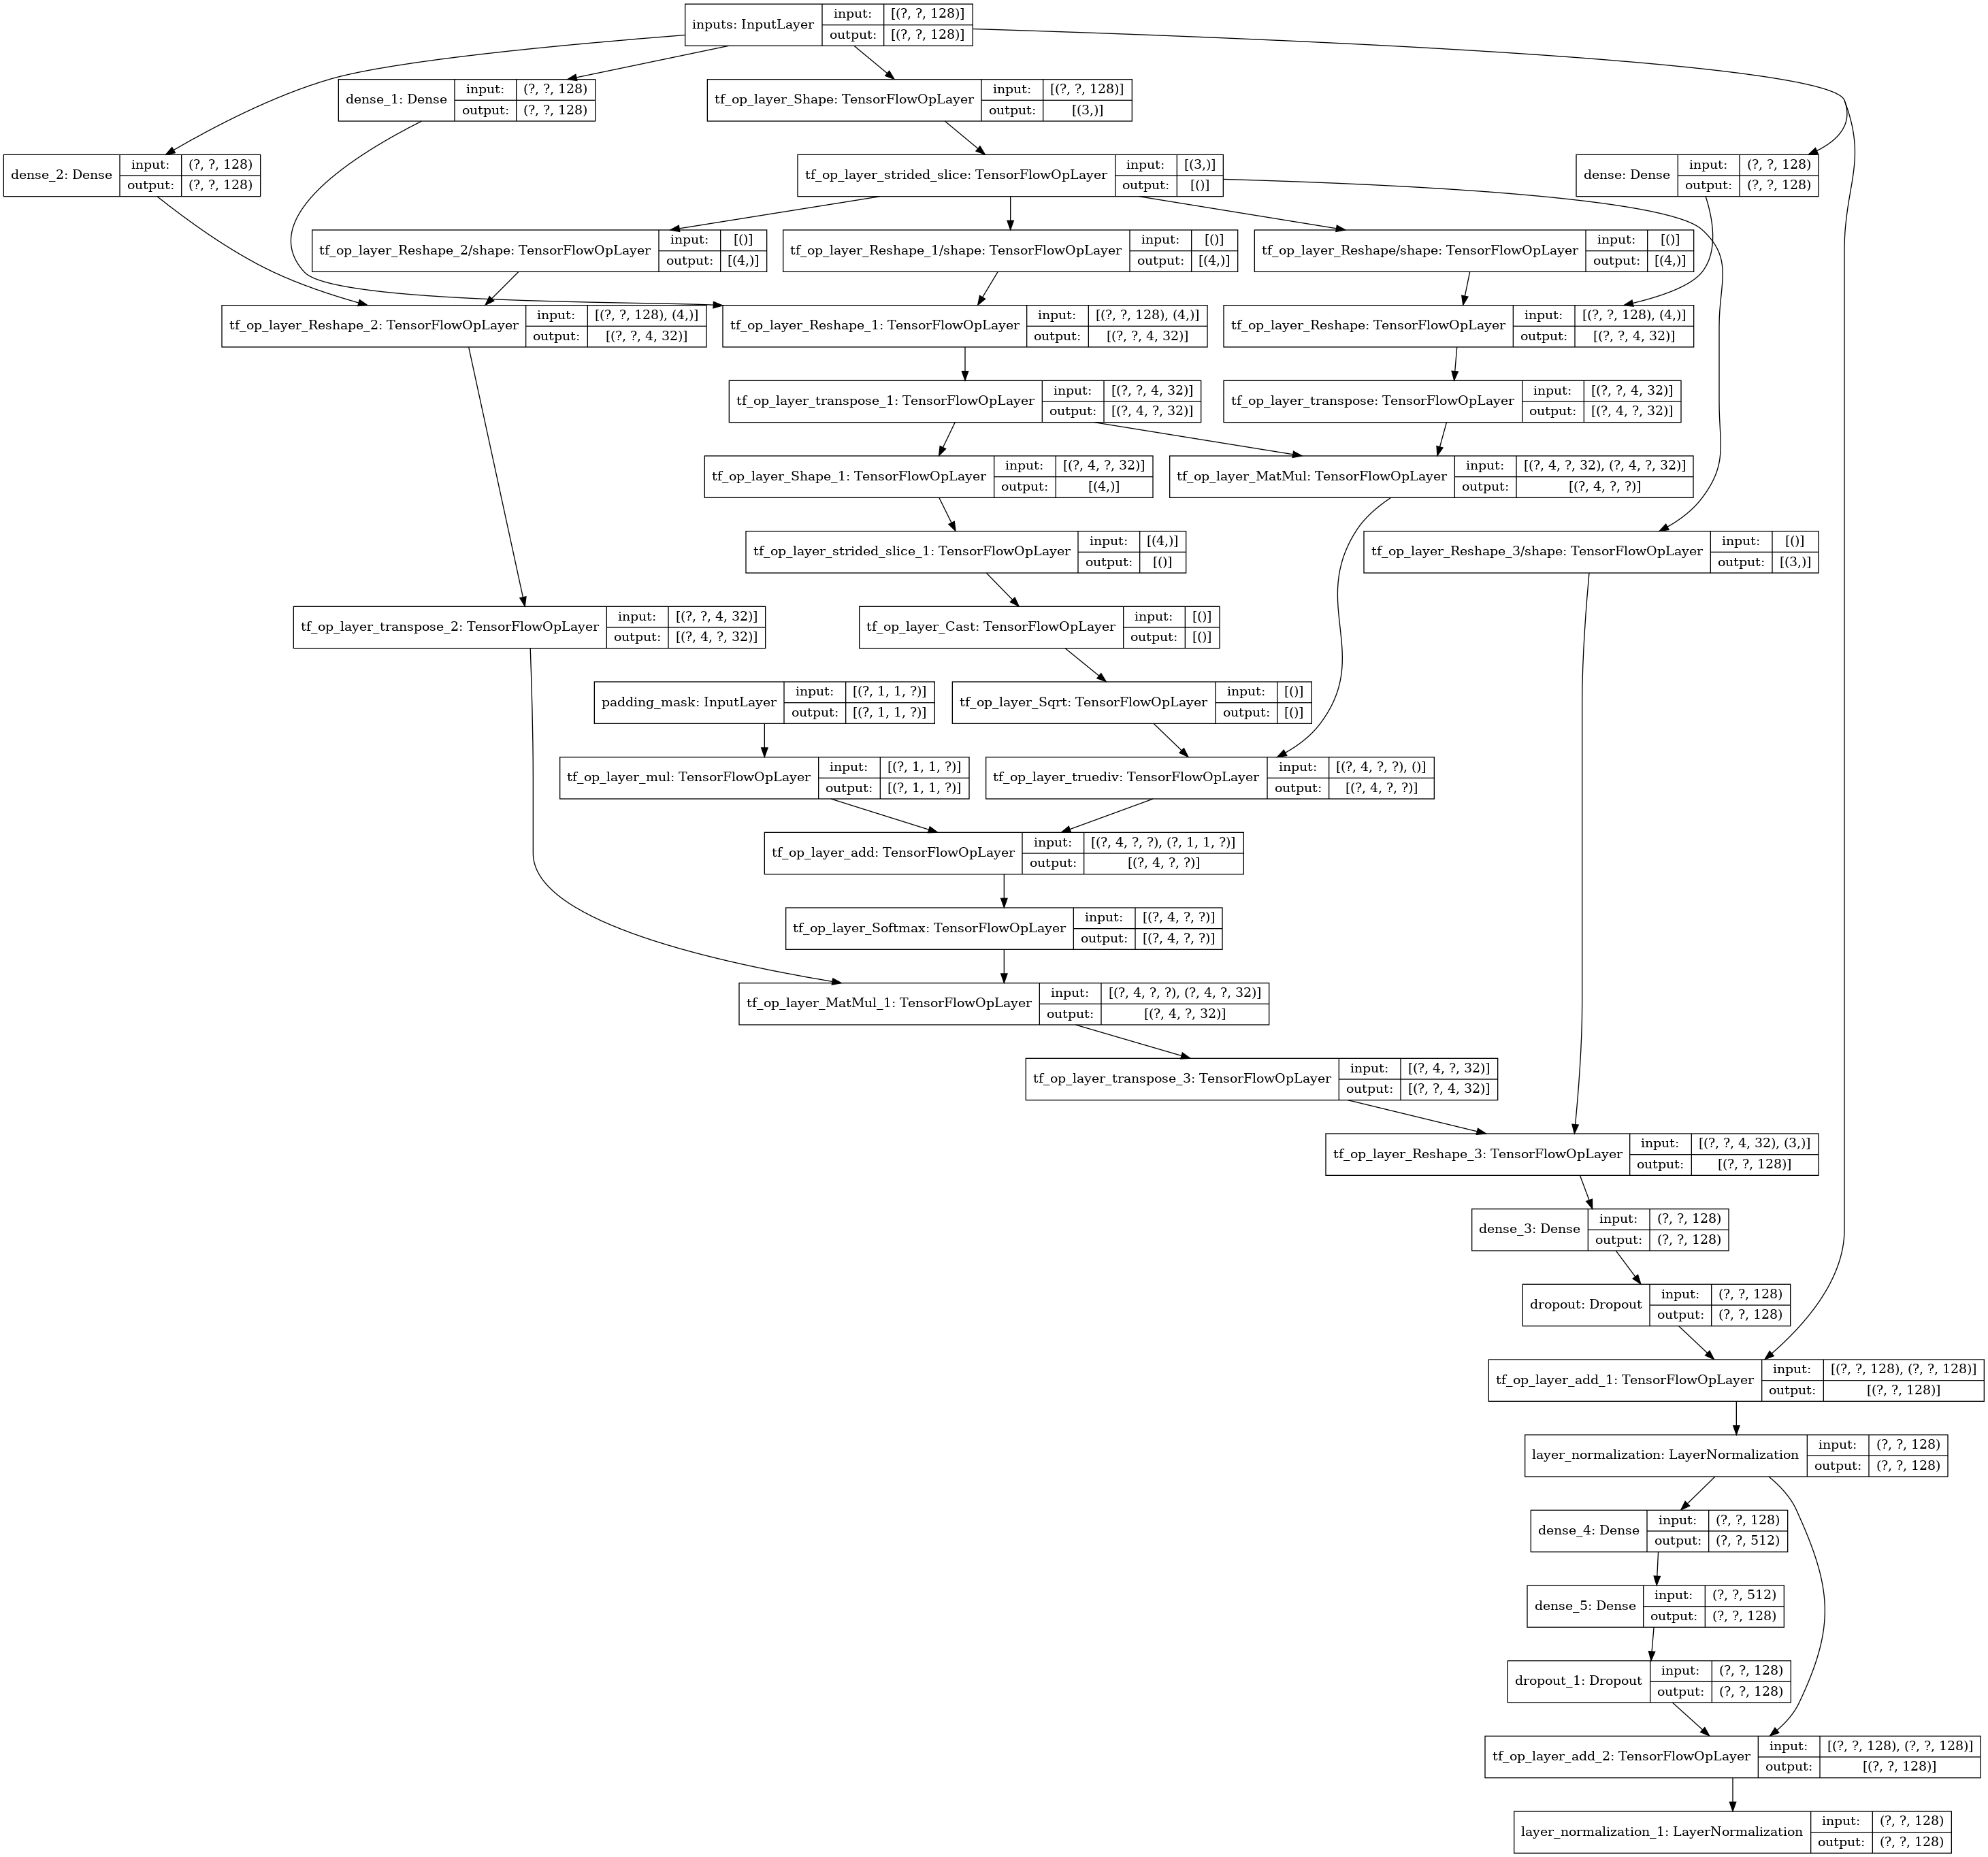 inputs: InputLayer
input: [(?, ?, 128)]
output: [(?, ?, 128)]
dense_1: Dense
input: (?, ?, 128)
output: (?, ?, 128)
tf_op_layer_Shape: TensorFlowOpLayer
input: [(?, ?, 128)]
output: [(3,)]
dense_2: Dense
input: (?, ?, 128)
output: (?, ?, 128)
tf_op_layer_strided_slice: TensorFlowOpLayer
input: [(3,)]
output: [()]
dense: Dense
input: (?, ?, 128)
output: (?, ?, 128)
tf_op_layer_Reshape_2/shape: TensorFlowOpLayer
input: [()]
output: [(4,)]
tf_op_layer_Reshape_1/shape: TensorFlowOpLayer
input: [()]
output: [(4,)]
tf_op_layer_Reshape/shape: TensorFlowOpLayer
input: [()]
output: [(4,)]
tf_op_layer_Reshape_2: TensorFlowOpLayer
input: [(?, ?, 128), (4,)]
output: [(?, ?, 4, 32)]
tf_op_layer_Reshape_1: TensorFlowOpLayer
input: [(?, ?, 128), (4,)]
output: [(?, ?, 4, 32)]
tf_op_layer_Reshape: TensorFlowOpLayer
input: [(?, ?, 128), (4,)]
output: [(?, ?, 4, 32)]
tf_op_layer_transpose_1: TensorFlowOpLayer
input: [(?, ?, 4, 32)]
output: [(?, 4, ?, 32)]
tf_op_layer_transpose: TensorFlowOpLayer
input: [(?, ?, 4, 32)]
output: [(?, 4, ?, 32)]
tf_op_layer_Shape_1: TensorFlowOpLayer
input: [(?, 4, ?, 32)]
output: [(4,)]
tf_op_layer_MatMul: TensorFlowOpLayer
input: [(?, 4, ?, 32), (?, 4, ?, 32)]
output: [(?, 4, ?, ?)]
tf_op_layer_strided_slice_1: TensorFlowOpLayer
input: [(4,)]
output: [()]
tf_op_layer_Reshape_3/shape: TensorFlowOpLayer
input: [()]
output: [(3,)]
tf_op_layer_transpose_2: TensorFlowOpLayer
input: [(?, ?, 4, 32)]
output: [(?, 4, ?, 32)]
tf_op_layer_Cast: TensorFlowOpLayer
input: [()]
output: [()]
padding_mask: InputLayer
input: [(?, 1, 1, ?)]
output: [(?, 1, 1, ?)]
tf_op_layer_Sqrt: TensorFlowOpLayer
input: [()]
output: [()]
tf_op_layer_mul: TensorFlowOpLayer
input: [(?, 1, 1, ?)]
output: [(?, 1, 1, ?)]
tf_op_layer_truediv: TensorFlowOpLayer
input: [(?, 4, ?, ?), ()]
output: [(?, 4, ?, ?)]
tf_op_layer_add: TensorFlowOpLayer
input: [(?, 4, ?, ?), (?, 1, 1, ?)]
output: [(?, 4, ?, ?)]
tf_op_layer_Softmax: TensorFlowOpLayer
input: [(?, 4, ?, ?)]
output: [(?, 4, ?, ?)]
tf_op_layer_MatMul_1: TensorFlowOpLayer
input: [(?, 4, ?, ?), (?, 4, ?, 32)]
output: [(?, 4, ?, 32)]
tf_op_layer_transpose_3: TensorFlowOpLayer
input: [(?, 4, ?, 32)]
output: [(?, ?, 4, 32)]
tf_op_layer_Reshape_3: TensorFlowOpLayer
input: [(?, ?, 4, 32), (3,)]
output: [(?, ?, 128)]
dense_3: Dense
input: (?, ?, 128)
output: (?, ?, 128)
dropout: Dropout
input: (?, ?, 128)
output: (?, ?, 128)
tf_op_layer_add_1: TensorFlowOpLayer
input: [(?, ?, 128), (?, ?, 128)]
output: [(?, ?, 128)]
layer_normalization: LayerNormalization
input: (?, ?, 128)
output: (?, ?, 128)
dense_4: Dense
input: (?, ?, 128)
output: (?, ?, 512)
dense_5: Dense
input: (?, ?, 512)
output: (?, ?, 128)
dropout_1: Dropout
input: (?, ?, 128)
output: (?, ?, 128)
tf_op_layer_add_2: TensorFlowOpLayer
input: [(?, ?, 128), (?, ?, 128)]
output: [(?, ?, 128)]
layer_normalization_1: LayerNormalization
input: (?, ?, 128)
output: (?, ?, 128)